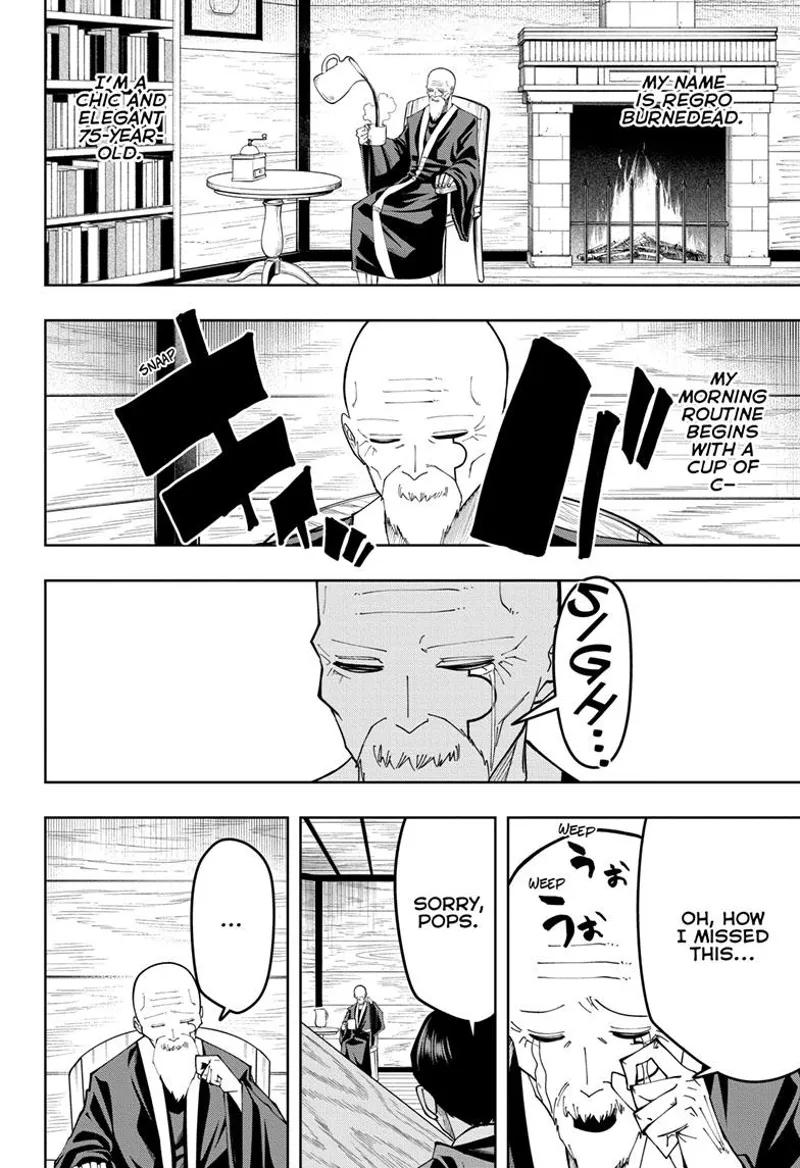 MY NAME
IS REGRO
BURNEDEAD.
I'M A
CHIC AND
ELEGANT
75-YEAR-
OLD.
MY
MORNING
ROUTINE
BEGINS
WITH A
CUP OF
C–
SNAAP
SIGH...
OH, HOW
I MISSED
THIS...
WEEP
うぉ
WEEP
うぉ
SORRY,
POPS.
...